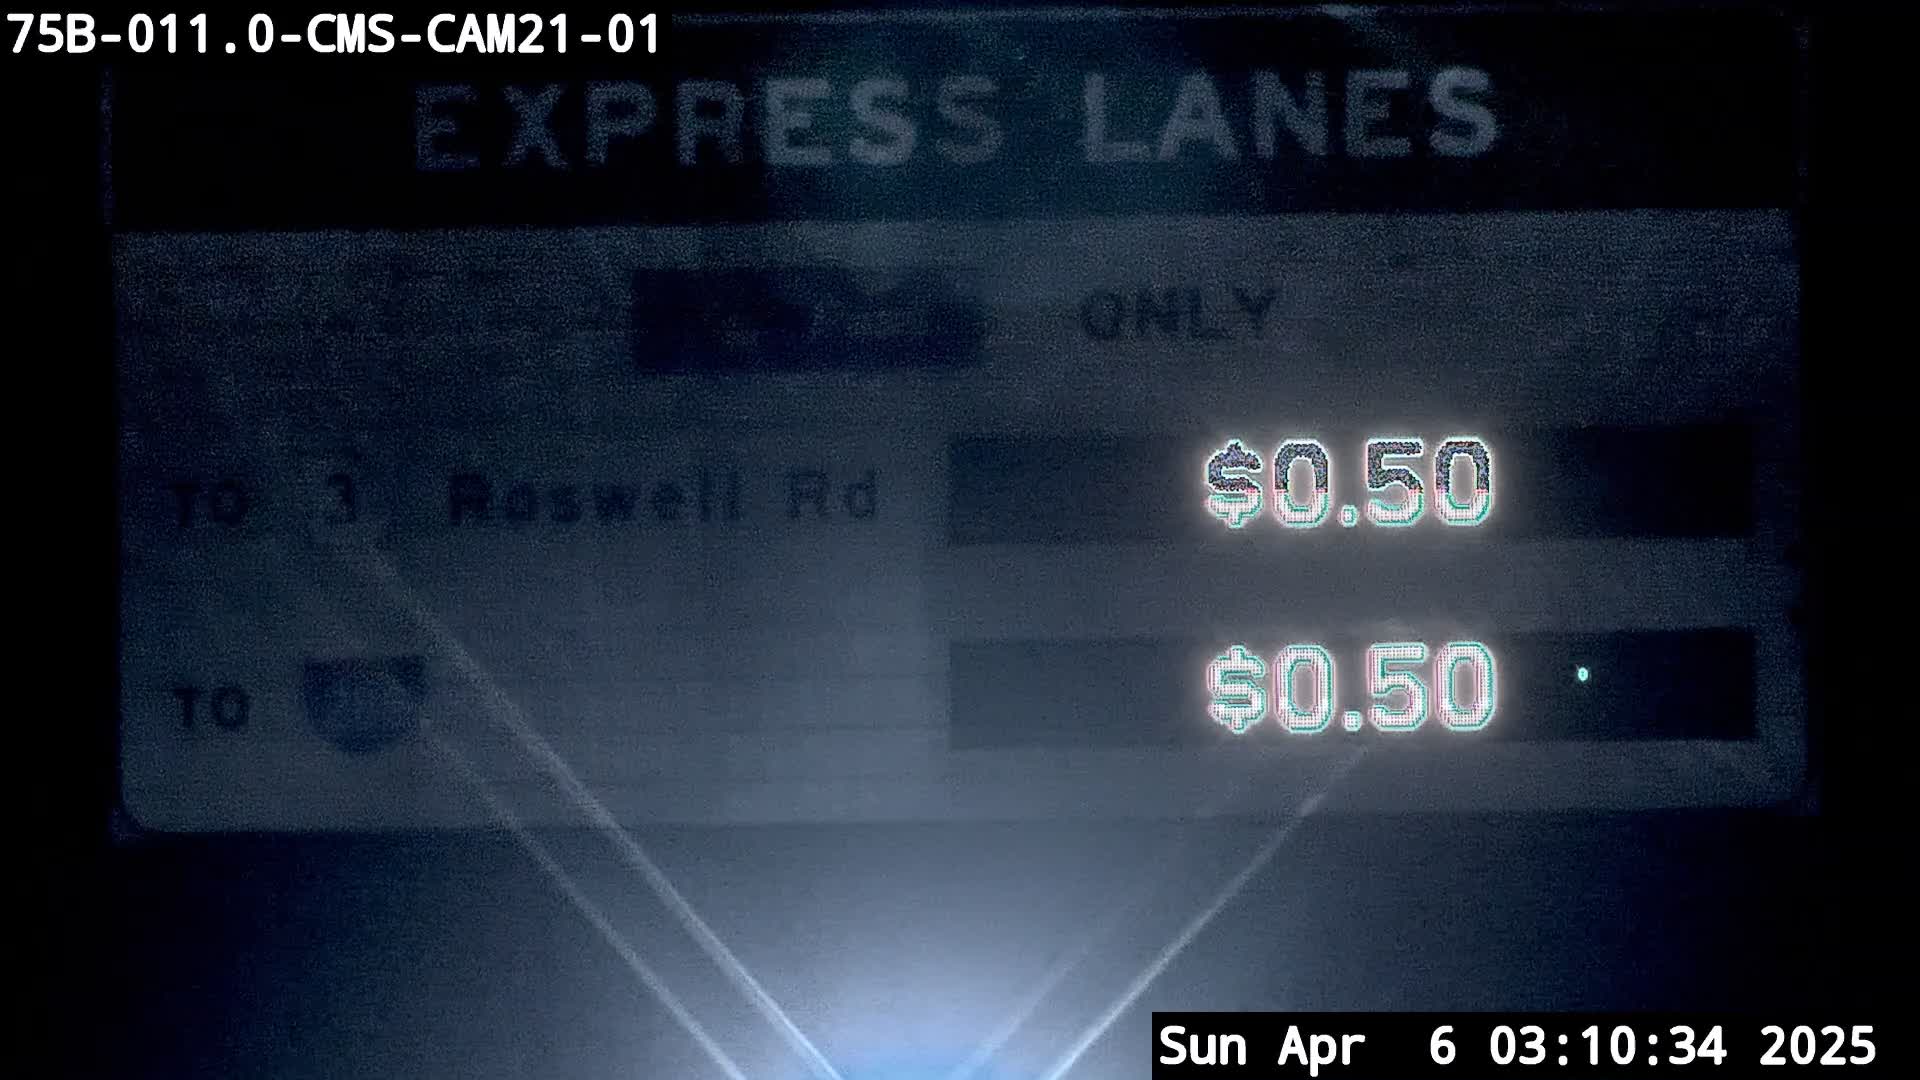 75B-011.0-CMS-CAM21-01
EXPRESS LANES
ONLY
TO 3 Roswell Rd $0.50
TO $0.50
Sun Apr 6 03:10:34 2025